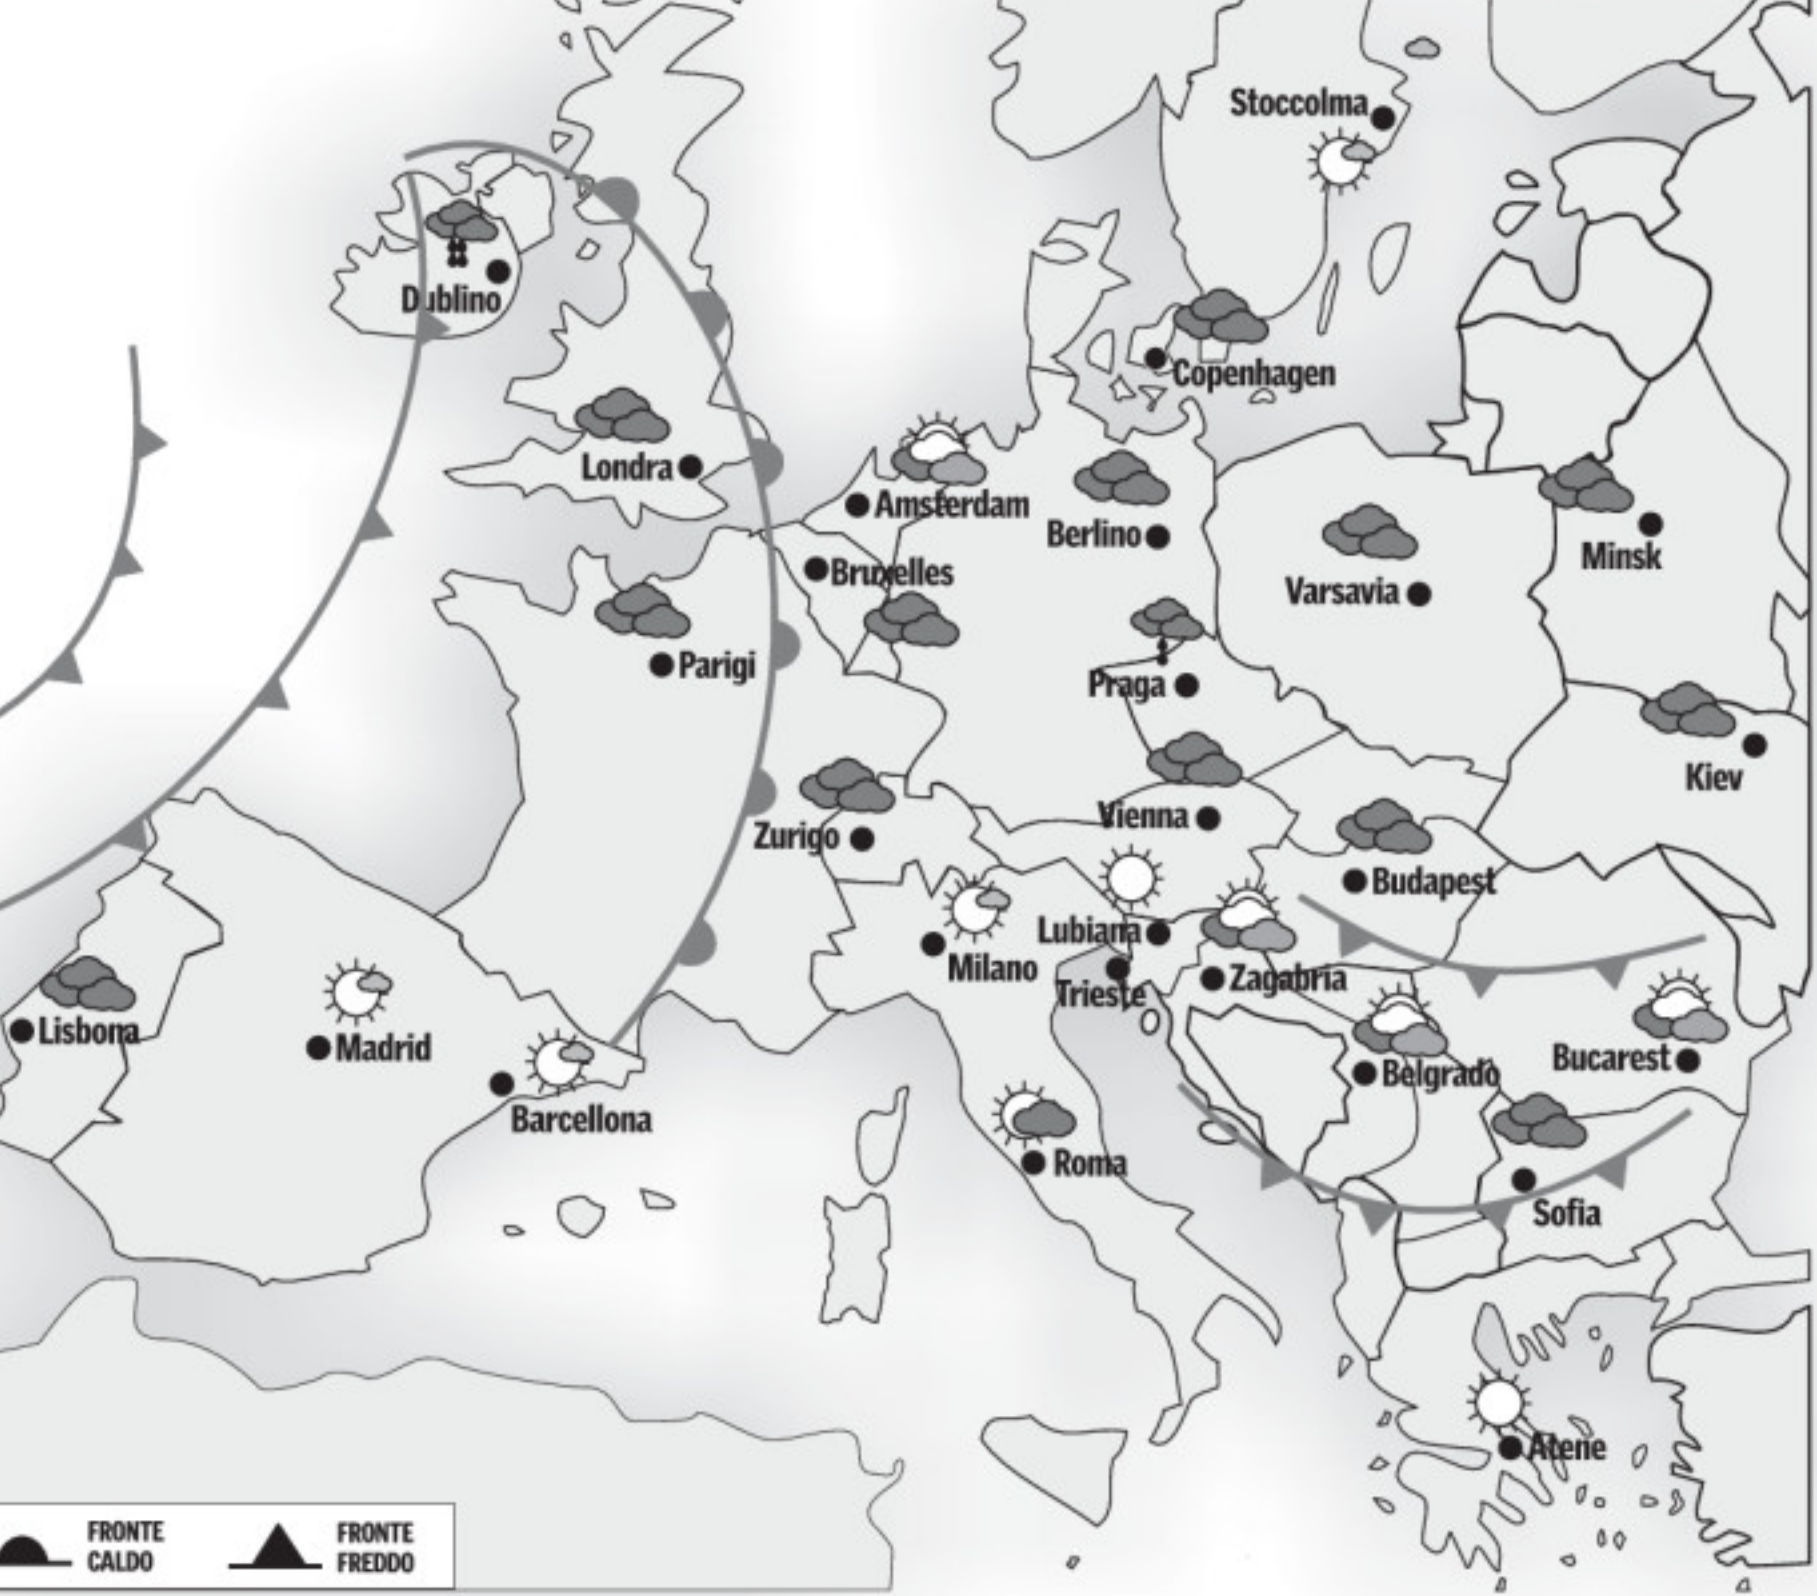 Stoccolma
Dublino
Copenhagen
Londra
Amsterdam
Berlino
Minsk
Bruxelles
Varsavia
Parigi
Praga
Kiev
Vienna
Zurigo
Budapest
Lubiana
Milano
Zagabria
Trieste
Lisbona
Madrid
Belgrado
Bucarest
Barcellona
Roma
Sofia
Atene
FRONTE
CALDO
FRONTE
FREDDO